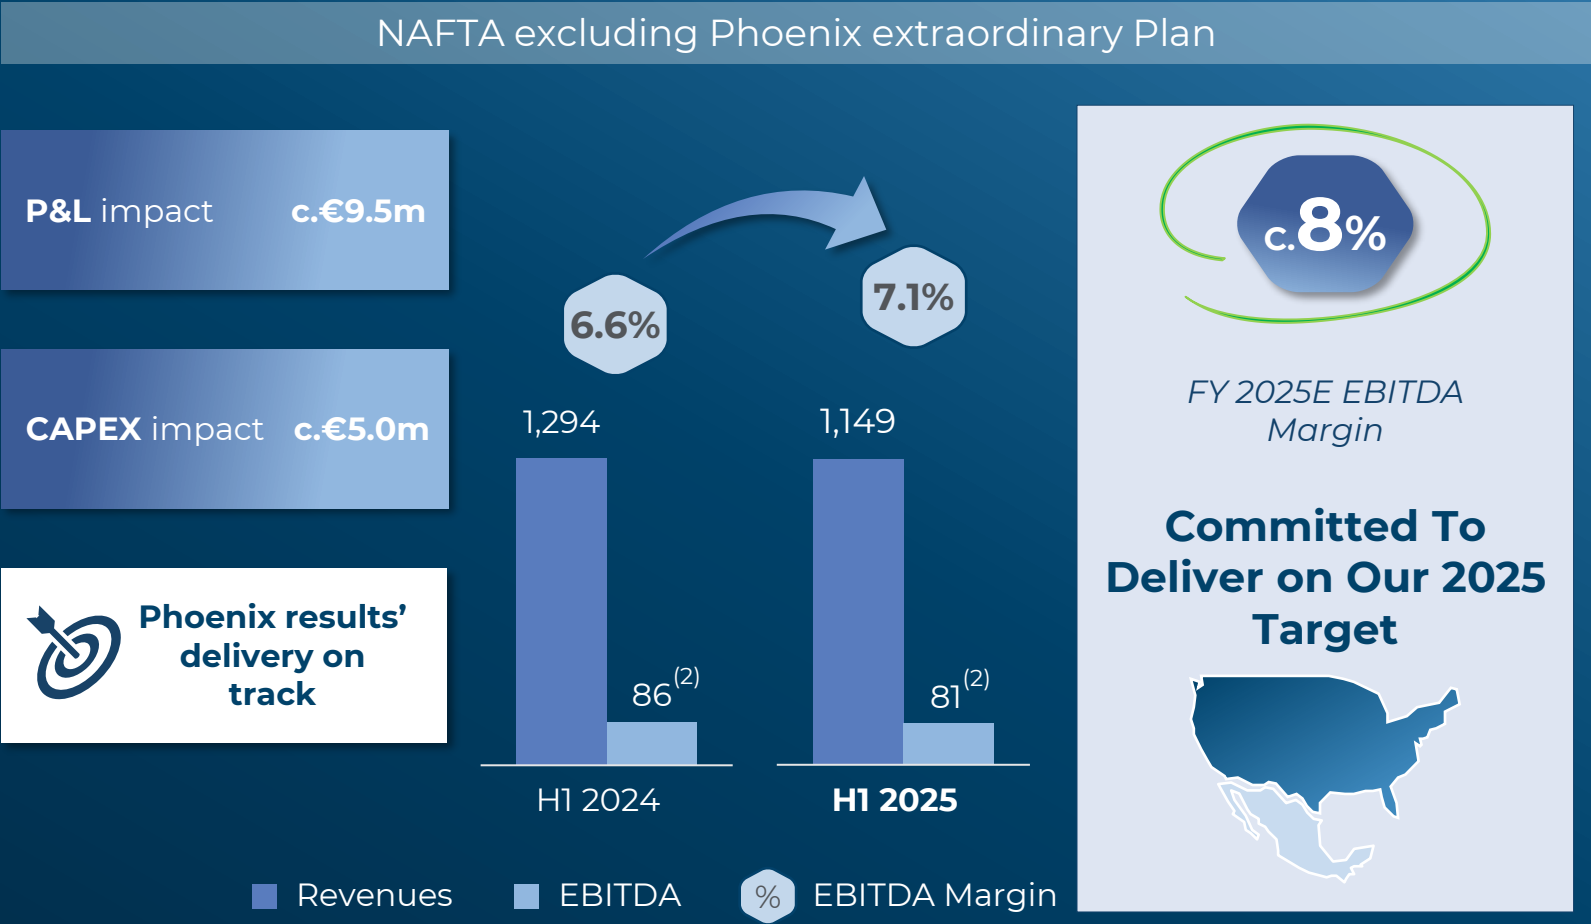 NAFTA excluding Phoenix extraordinary Plan
P&L impact c.€9.5m
CAPEX impact c.€5.0m
Phoenix results’
delivery on
track
6.6%
7.1%
1,294
1,149
86(2)
81(2)
H1 2024
H1 2025
Revenues
EBITDA
% EBITDA Margin
c.8%
FY 2025E EBITDA
Margin
Committed To
Deliver on Our 2025
Target